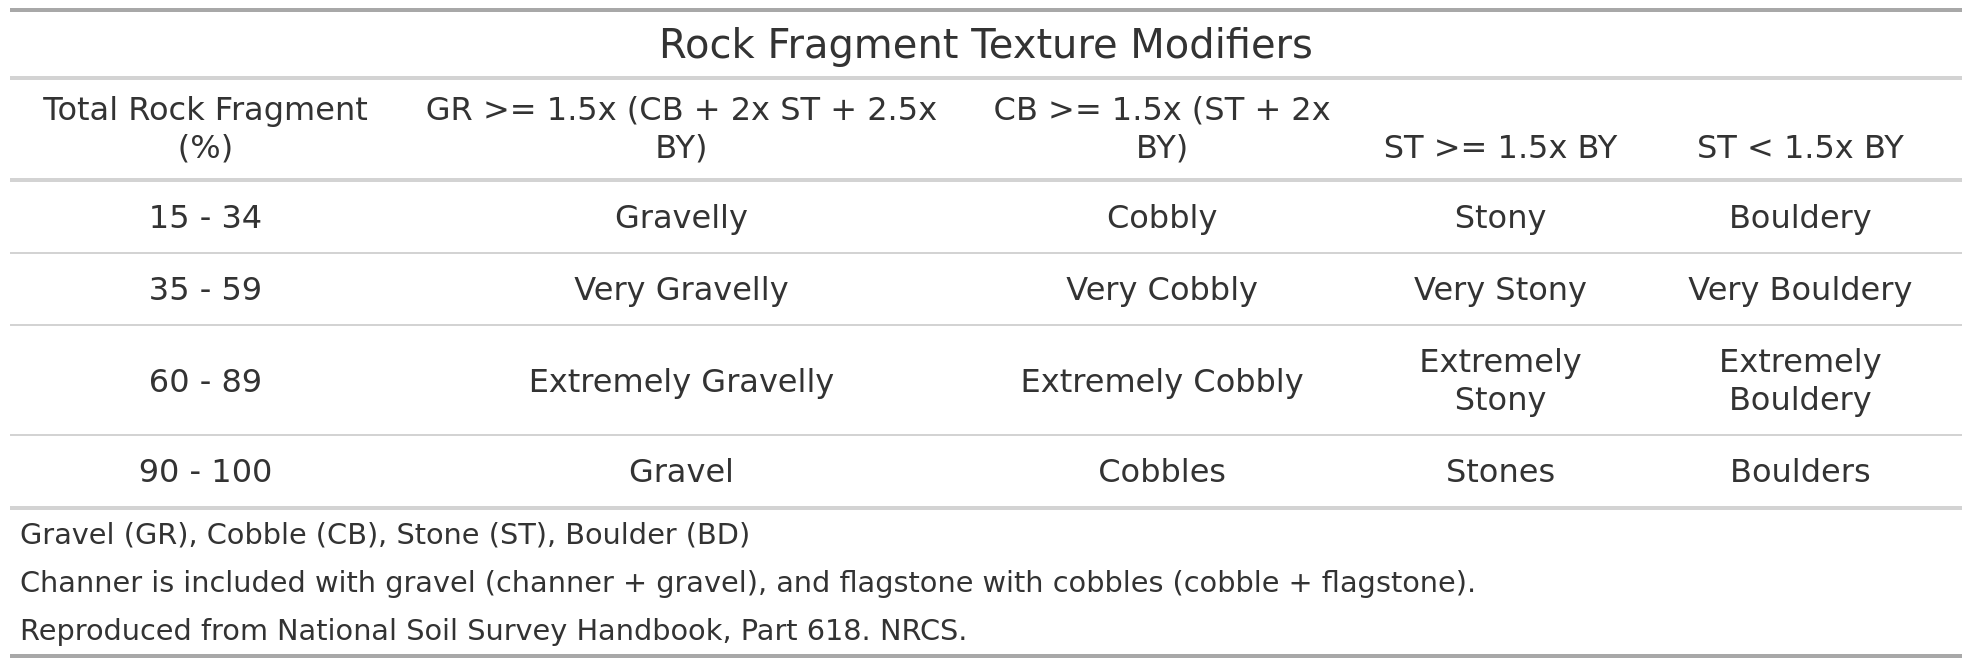 Rock Fragment Texture Modifiers
Total Rock Fragment (%)	GR >= 1.5x (CB + 2x ST + 2.5x BY)	CB >= 1.5x (ST + 2x BY)	ST >= 1.5x BY	ST < 1.5x BY
15 - 34	Gravelly	Cobbly	Stony	Bouldery
35 - 59	Very Gravelly	Very Cobbly	Very Stony	Very Bouldery
60 - 89	Extremely Gravelly	Extremely Cobbly	Extremely Stony	Extremely Bouldery
90 - 100	Gravel	Cobbles	Stones	Boulders
Gravel (GR), Cobble (CB), Stone (ST), Boulder (BD)
Channer is included with gravel (channer + gravel), and flagstone with cobbles (cobble + flagstone).
Reproduced from National Soil Survey Handbook, Part 618. NRCS.